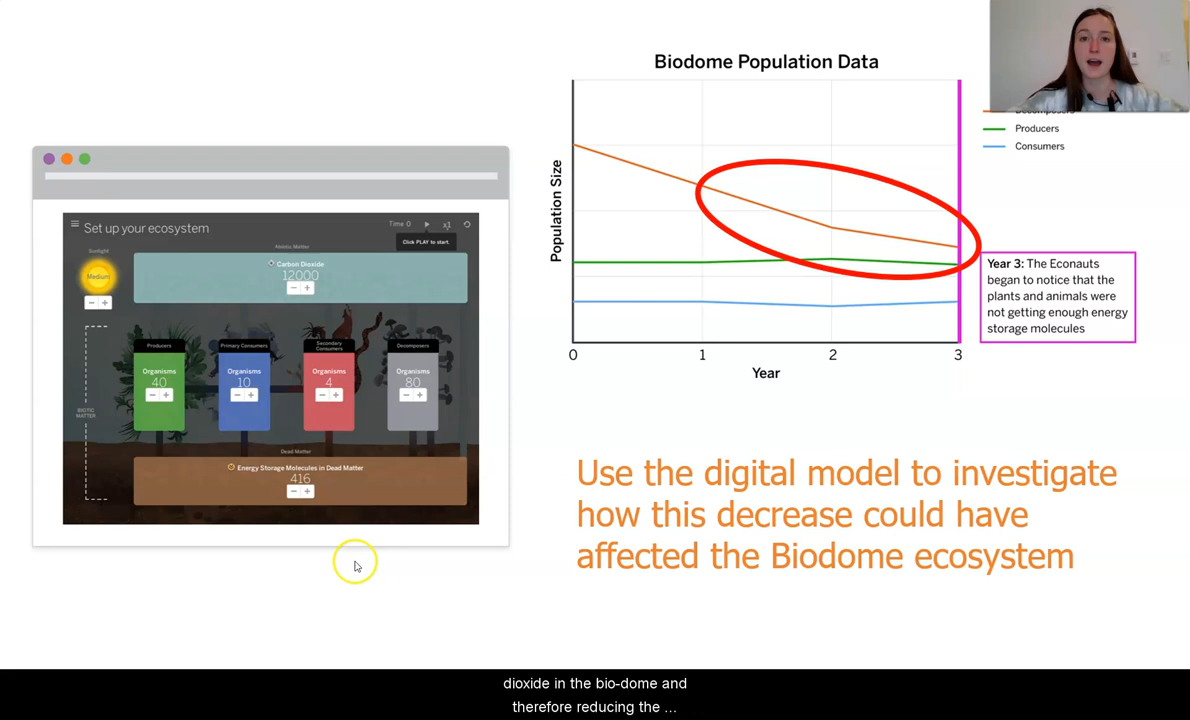 Set up your ecosystem
Time 0
x1
Click PLAY to start.
Sunlight
Medium
− +
Abiotic Matter
Carbon Dioxide
12000
− +
BIOTIC
MATTER
Producers
Organisms
40
− +
Primary Consumers
Organisms
10
− +
Secondary
Consumers
Organisms
4
− +
Decomposers
Organisms
80
− +
Dead Matter
Energy Storage Molecules in Dead Matter
416
− +
Biodome Population Data
Population Size
0 1 2 3
Year
Decomposers
Producers
Consumers
Year 3: The Econauts
began to notice that the
plants and animals were
not getting enough energy
storage molecules
Use the digital model to investigate
how this decrease could have
affected the Biodome ecosystem
dioxide in the bio-dome and
therefore reducing the ...